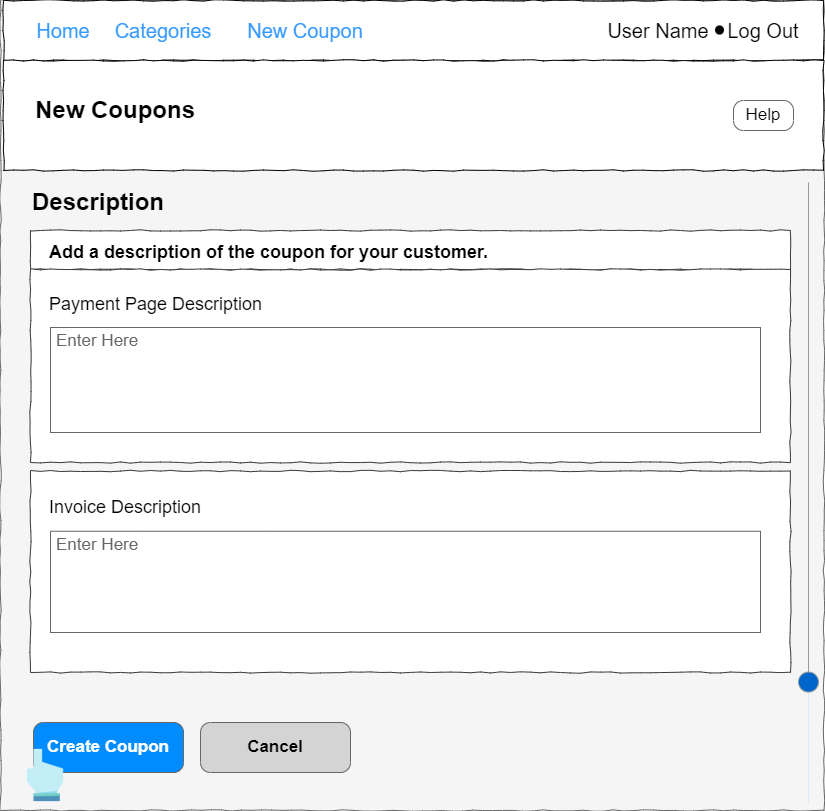 Home Categories New Coupon User Name ●Log Out
New Coupons
Help
Description
Add a description of the coupon for your customer.
Payment Page Description
Enter Here
Invoice Description
Enter Here
Create Coupon Cancel